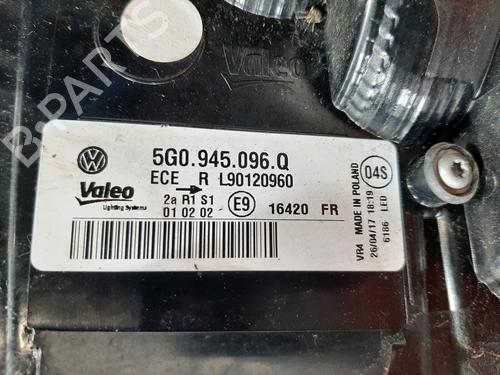 Valeo
B-PARTS
5G0.945.096.Q
ECE R L90120960
Valeo
Lighting Systems
2a R1 S1
01 02 02
E9
16420 FR
VR4 MADE IN POLAND
26/04/17 18:19
6186 LED
04S